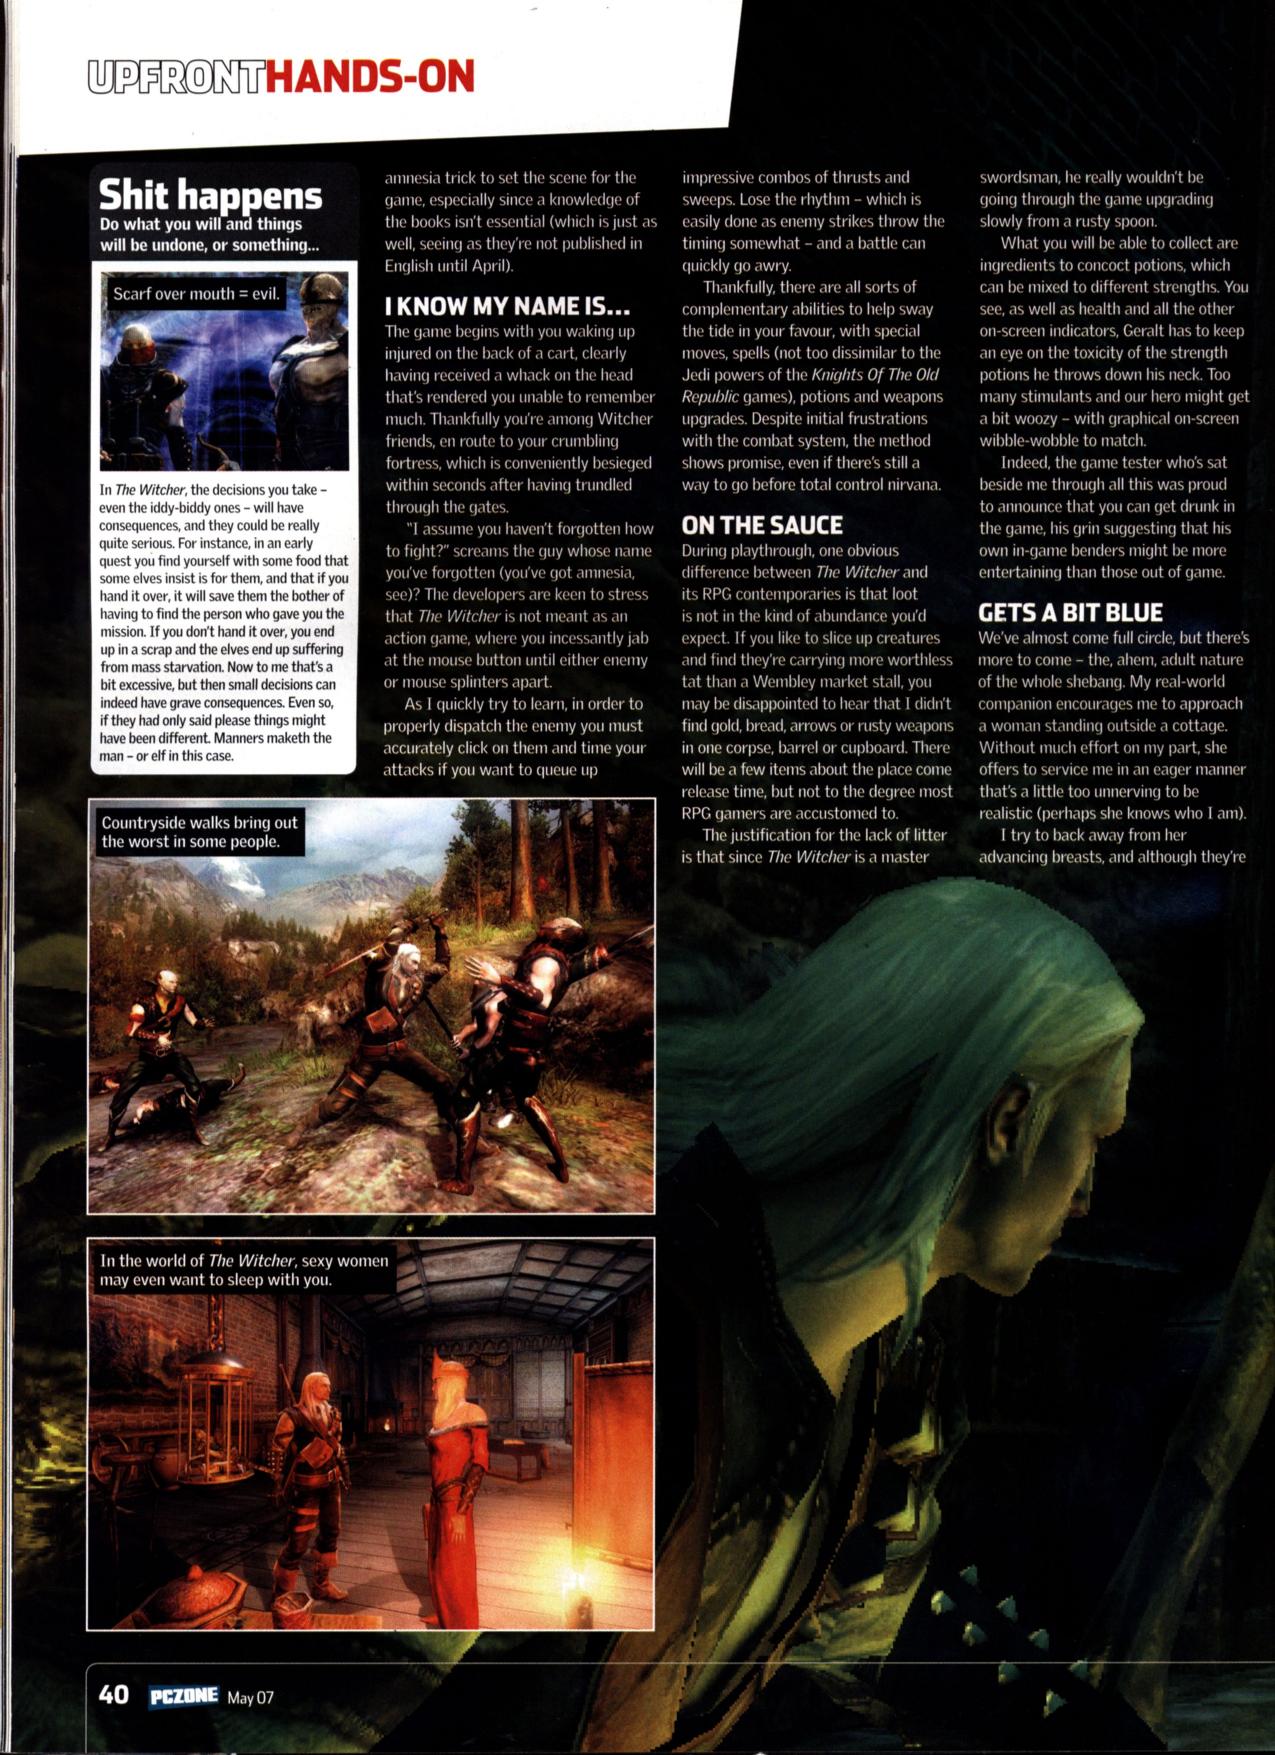 UPFRONTHANDS-ON
Shit happens
Do what you will and things
will be undone, or something...
Scarf over mouth = evil.
In The Witcher, the decisions you take –
even the iddy-biddy ones – will have
consequences, and they could be really
quite serious. For instance, in an early
quest you find yourself with some food that
some elves insist is for them, and that if you
hand it over, it will save them the bother of
having to find the person who gave you the
mission. If you don't hand it over, you end
up in a scrap and the elves end up suffering
from mass starvation. Now to me that's a
bit excessive, but then small decisions can
indeed have grave consequences. Even so,
if they had only said please things might
have been different. Manners maketh the
man – or elf in this case.
amnesia trick to set the scene for the
game, especially since a knowledge of
the books isn't essential (which is just as
well, seeing as they're not published in
English until April).
I KNOW MY NAME IS...
The game begins with you waking up
injured on the back of a cart, clearly
having received a whack on the head
that's rendered you unable to remember
much. Thankfully you're among Witcher
friends, en route to your crumbling
fortress, which is conveniently besieged
within seconds after having trundled
through the gates.
"I assume you haven't forgotten how
to fight?" screams the guy whose name
you've forgotten (you've got amnesia,
see)? The developers are keen to stress
that The Witcher is not meant as an
action game, where you incessantly jab
at the mouse button until either enemy
or mouse splinters apart.
As I quickly try to learn, in order to
properly dispatch the enemy you must
accurately click on them and time your
attacks if you want to queue up
impressive combos of thrusts and
sweeps. Lose the rhythm – which is
easily done as enemy strikes throw the
timing somewhat – and a battle can
quickly go awry.
Thankfully, there are all sorts of
complementary abilities to help sway
the tide in your favour, with special
moves, spells (not too dissimilar to the
Jedi powers of the Knights Of The Old
Republic games), potions and weapons
upgrades. Despite initial frustrations
with the combat system, the method
shows promise, even if there's still a
way to go before total control nirvana.
ON THE SAUCE
During playthrough, one obvious
difference between The Witcher and
its RPG contemporaries is that loot
is not in the kind of abundance you'd
expect. If you like to slice up creatures
and find they're carrying more worthless
tat than a Wembley market stall, you
may be disappointed to hear that I didn't
find gold, bread, arrows or rusty weapons
in one corpse, barrel or cupboard. There
will be a few items about the place come
release time, but not to the degree most
RPG gamers are accustomed to.
The justification for the lack of litter
is that since The Witcher is a master
swordsman, he really wouldn't be
going through the game upgrading
slowly from a rusty spoon.
What you will be able to collect are
ingredients to concoct potions, which
can be mixed to different strengths. You
see, as well as health and all the other
on-screen indicators, Geralt has to keep
an eye on the toxicity of the strength
potions he throws down his neck. Too
many stimulants and our hero might get
a bit woozy – with graphical on-screen
wibble-wobble to match.
Indeed, the game tester who's sat
beside me through all this was proud
to announce that you can get drunk in
the game, his grin suggesting that his
own in-game benders might be more
entertaining than those out of game.
GETS A BIT BLUE
We've almost come full circle, but there's
more to come – the, ahem, adult nature
of the whole shebang. My real-world
companion encourages me to approach
a woman standing outside a cottage.
Without much effort on my part, she
offers to service me in an eager manner
that's a little too unnerving to be
realistic (perhaps she knows who I am).
I try to back away from her
advancing breasts, and although they're
Countryside walks bring out
the worst in some people.
In the world of The Witcher, sexy women
may even want to sleep with you.
40 PCZONE May 07